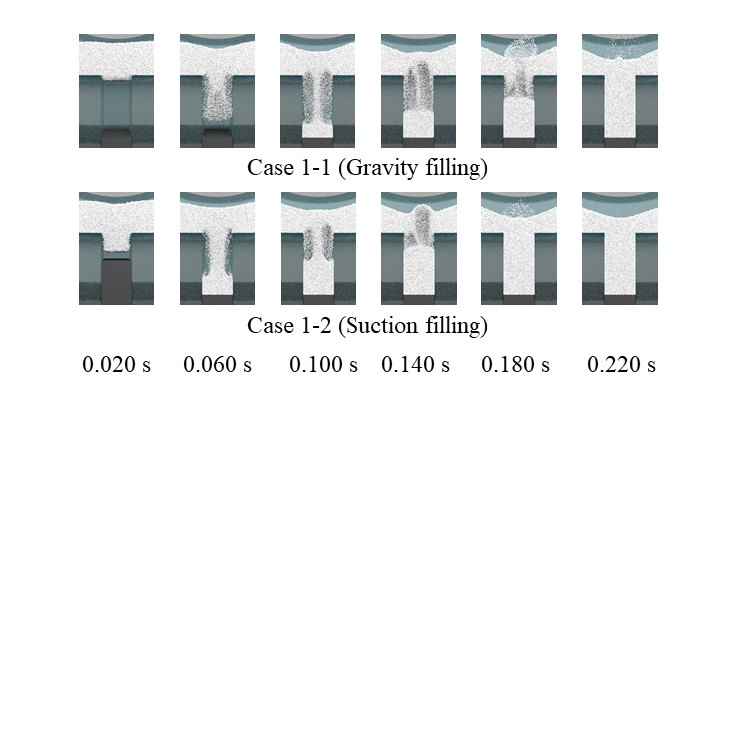 Case 1-1 (Gravity filling)
Case 1-2 (Suction filling)
0.020 s 0.060 s 0.100 s 0.140 s 0.180 s 0.220 s